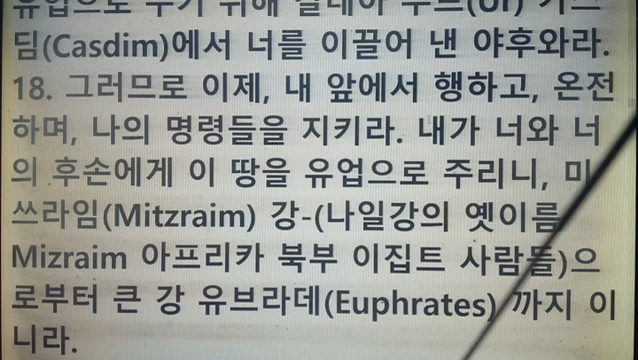 유업으로 주기 위해 갈대아 우르(Ur) 카스
딤(Casdim)에서 너를 이끌어 낸 야후와라.
18. 그러므로 이제, 내 앞에서 행하고, 온전
하며, 나의 명령들을 지키라. 내가 너와 너
의 후손에게 이 땅을 유업으로 주리니, 미
쓰라임(Mitzraim) 강-(나일강의 옛이름
Mizraim 아프리카 북부 이집트 사람들)으
로부터 큰 강 유브라데(Euphrates) 까지 이
니라.